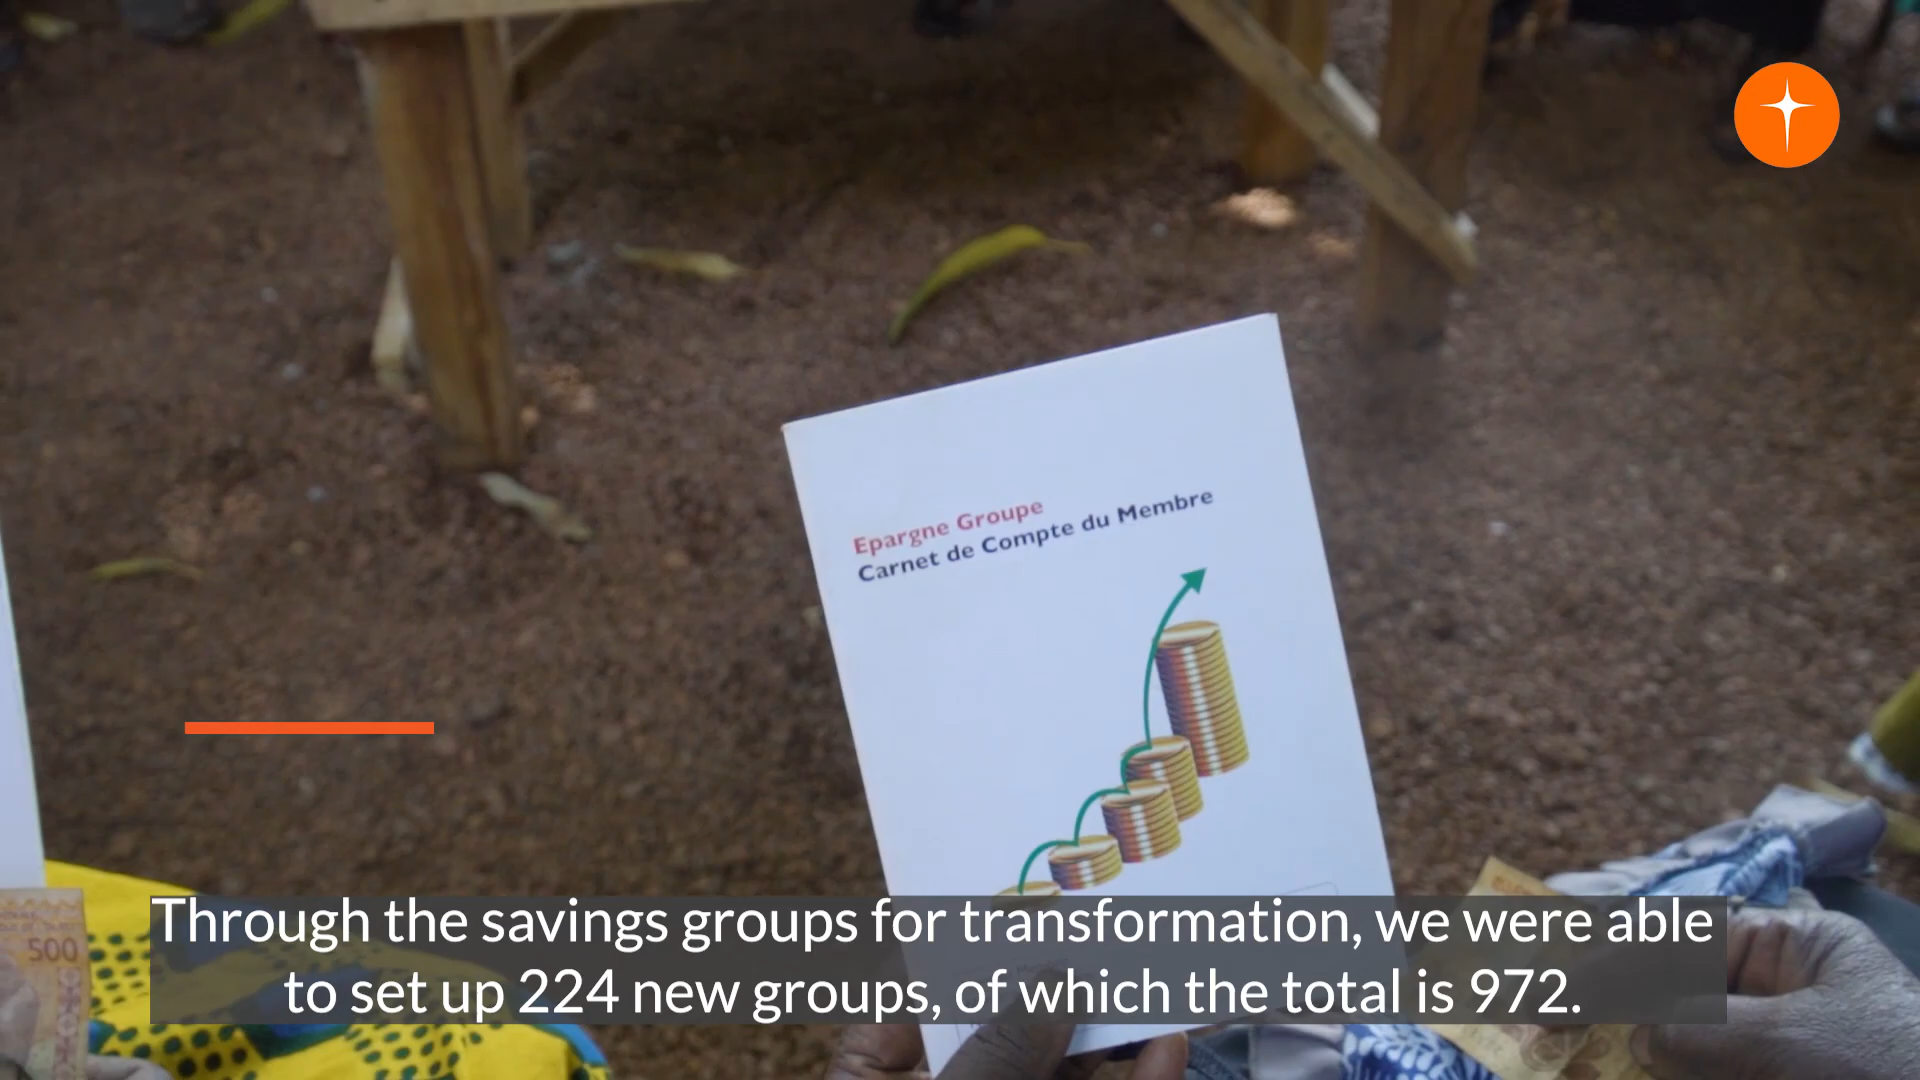 Epargne Groupe
Carnet de Compte du Membre
500
Through the savings groups for transformation, we were able
to set up 224 new groups, of which the total is 972.